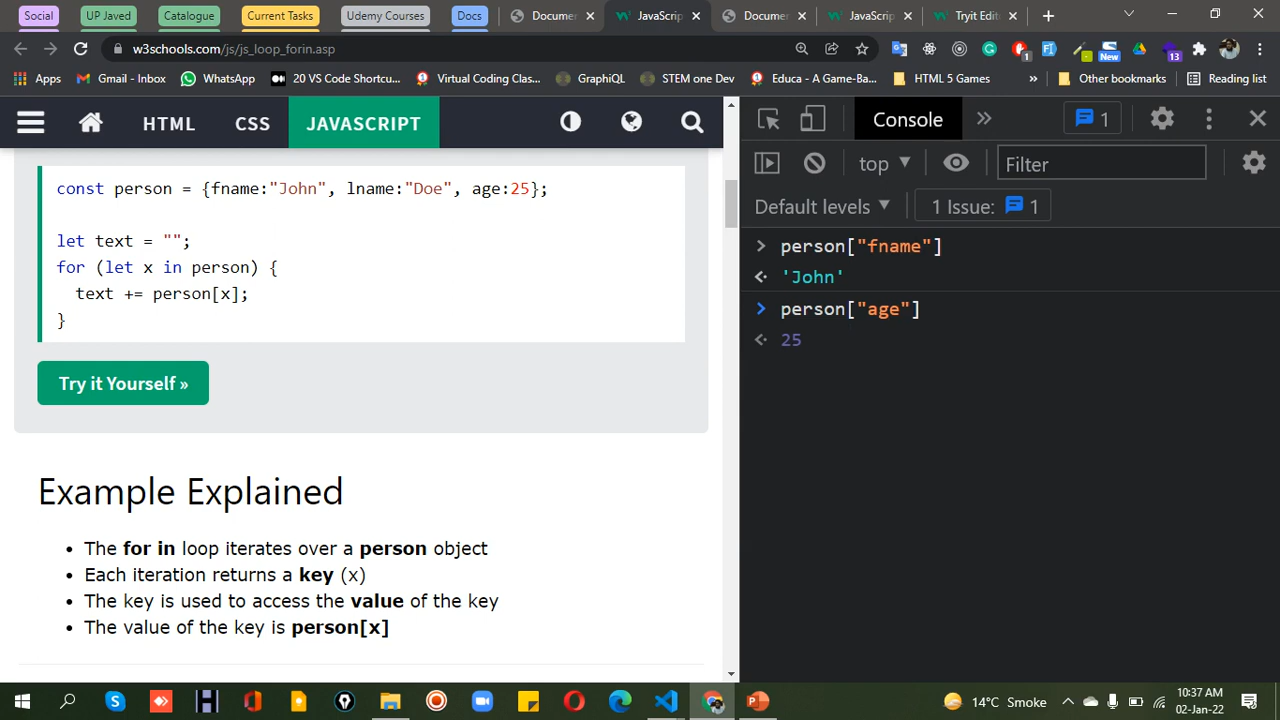 Social
UP Javed
Catalogue
Current Tasks
Udemy Courses
Docs
Documen
JavaScrip
Documen
JavaScrip
Tryit Edit
w3schools.com/js/js_loop_forin.asp
1
New
13
Apps
Gmail - Inbox
WhatsApp
20 VS Code Shortcu...
Virtual Coding Clas...
GraphiQL
STEM one Dev
Educa - A Game-Ba...
HTML 5 Games
»
Other bookmarks
Reading list
HTML
CSS
JAVASCRIPT
const person = {fname:"John", lname:"Doe", age:25};
let text = "";
for (let x in person) {
text += person[x];
}
Try it Yourself »
Example Explained
• The for in loop iterates over a person object
• Each iteration returns a key (x)
• The key is used to access the value of the key
• The value of the key is person[x]
Console
»
1
top
Filter
Default levels
1 Issue: 1
> person["fname"]
'John'
> person["age"]
25
14°C Smoke
10:37 AM
02-Jan-22